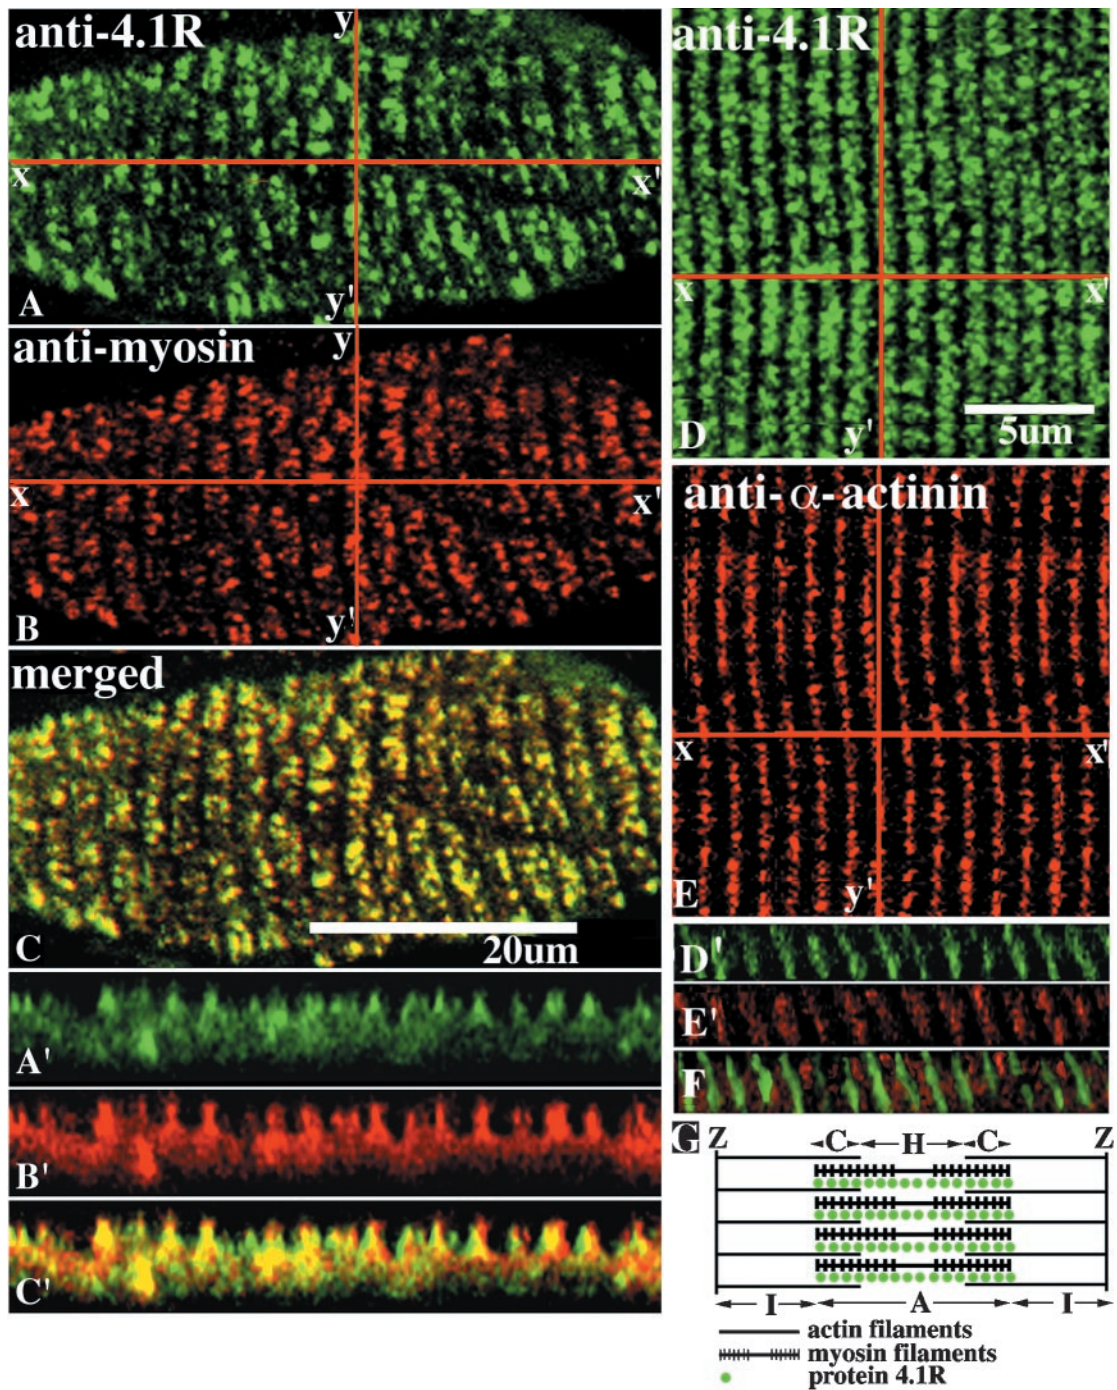 anti-4.1R
y
x
x'
A
y'
anti-myosin
y
x
x'
B
y'
merged
C
20um
A'
B'
C'
anti-4.1R
x
x'
D
y'
5um
anti-α-actinin
x
x'
E
y'
D'
E'
F
G Z C H C Z
I A I
actin filaments
myosin filaments
protein 4.1R